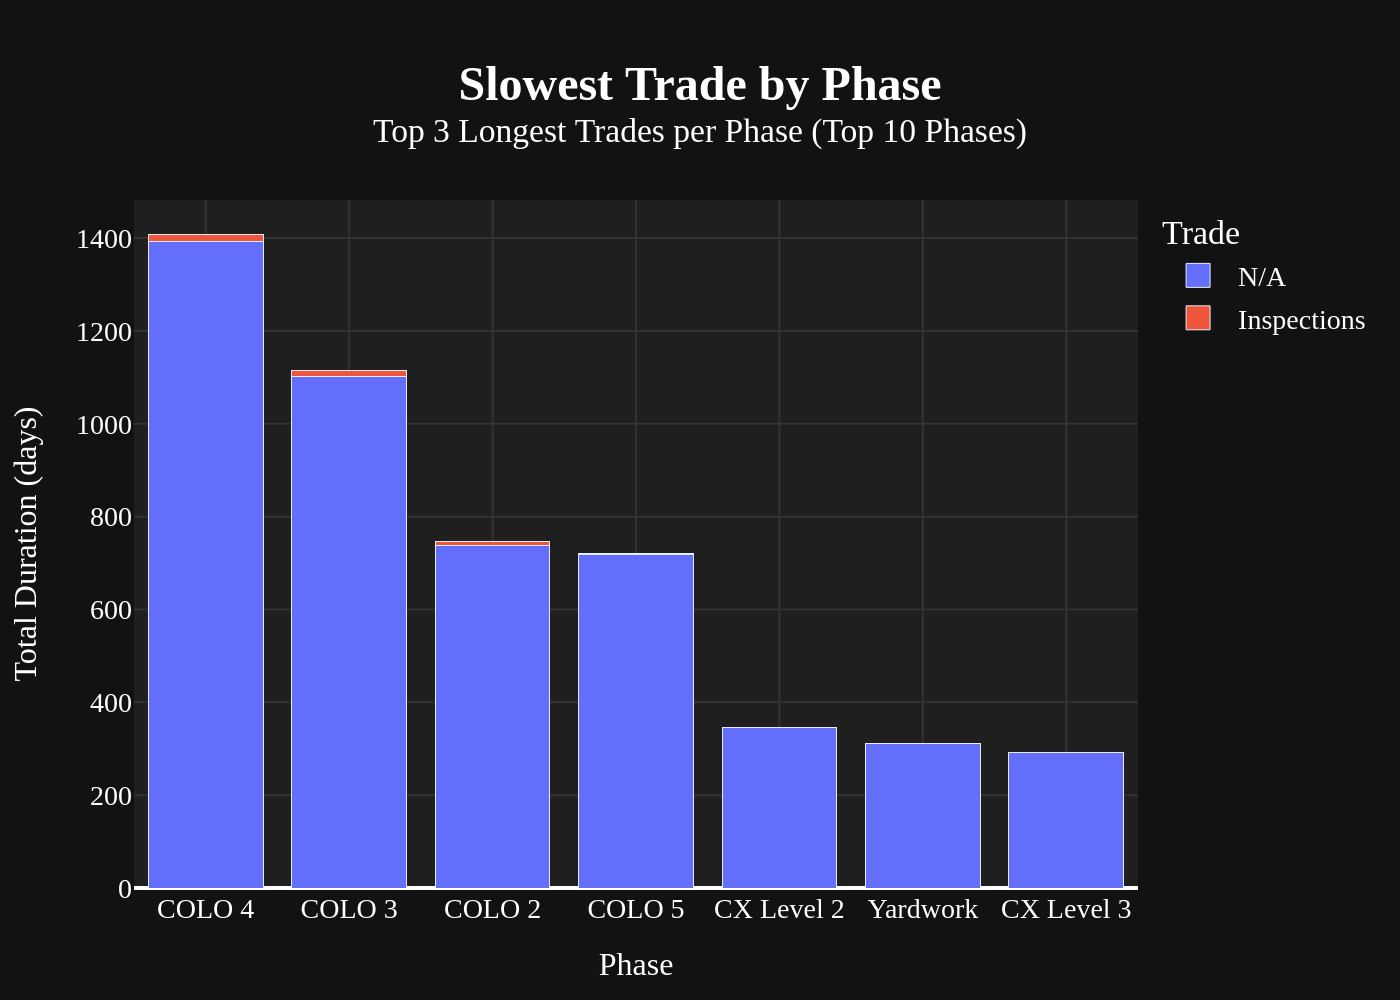 Slowest Trade by Phase
Top 3 Longest Trades per Phase (Top 10 Phases)
Total Duration (days)
1400
1200
1000
800
600
400
200
0
COLO 4 COLO 3 COLO 2 COLO 5 CX Level 2 Yardwork CX Level 3
Phase
Trade
N/A
Inspections